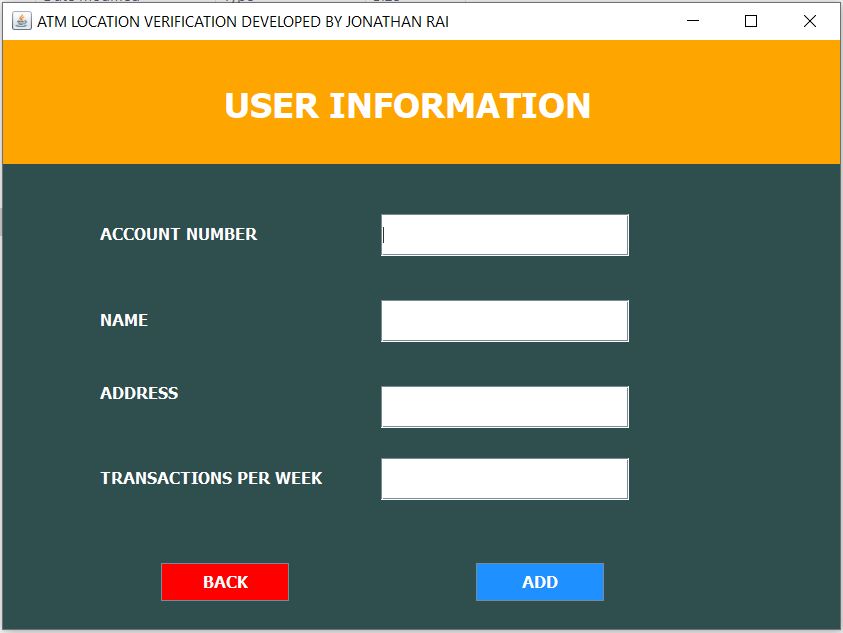 ATM LOCATION VERIFICATION DEVELOPED BY JONATHAN RAI
USER INFORMATION
ACCOUNT NUMBER
NAME
ADDRESS
TRANSACTIONS PER WEEK
BACK ADD